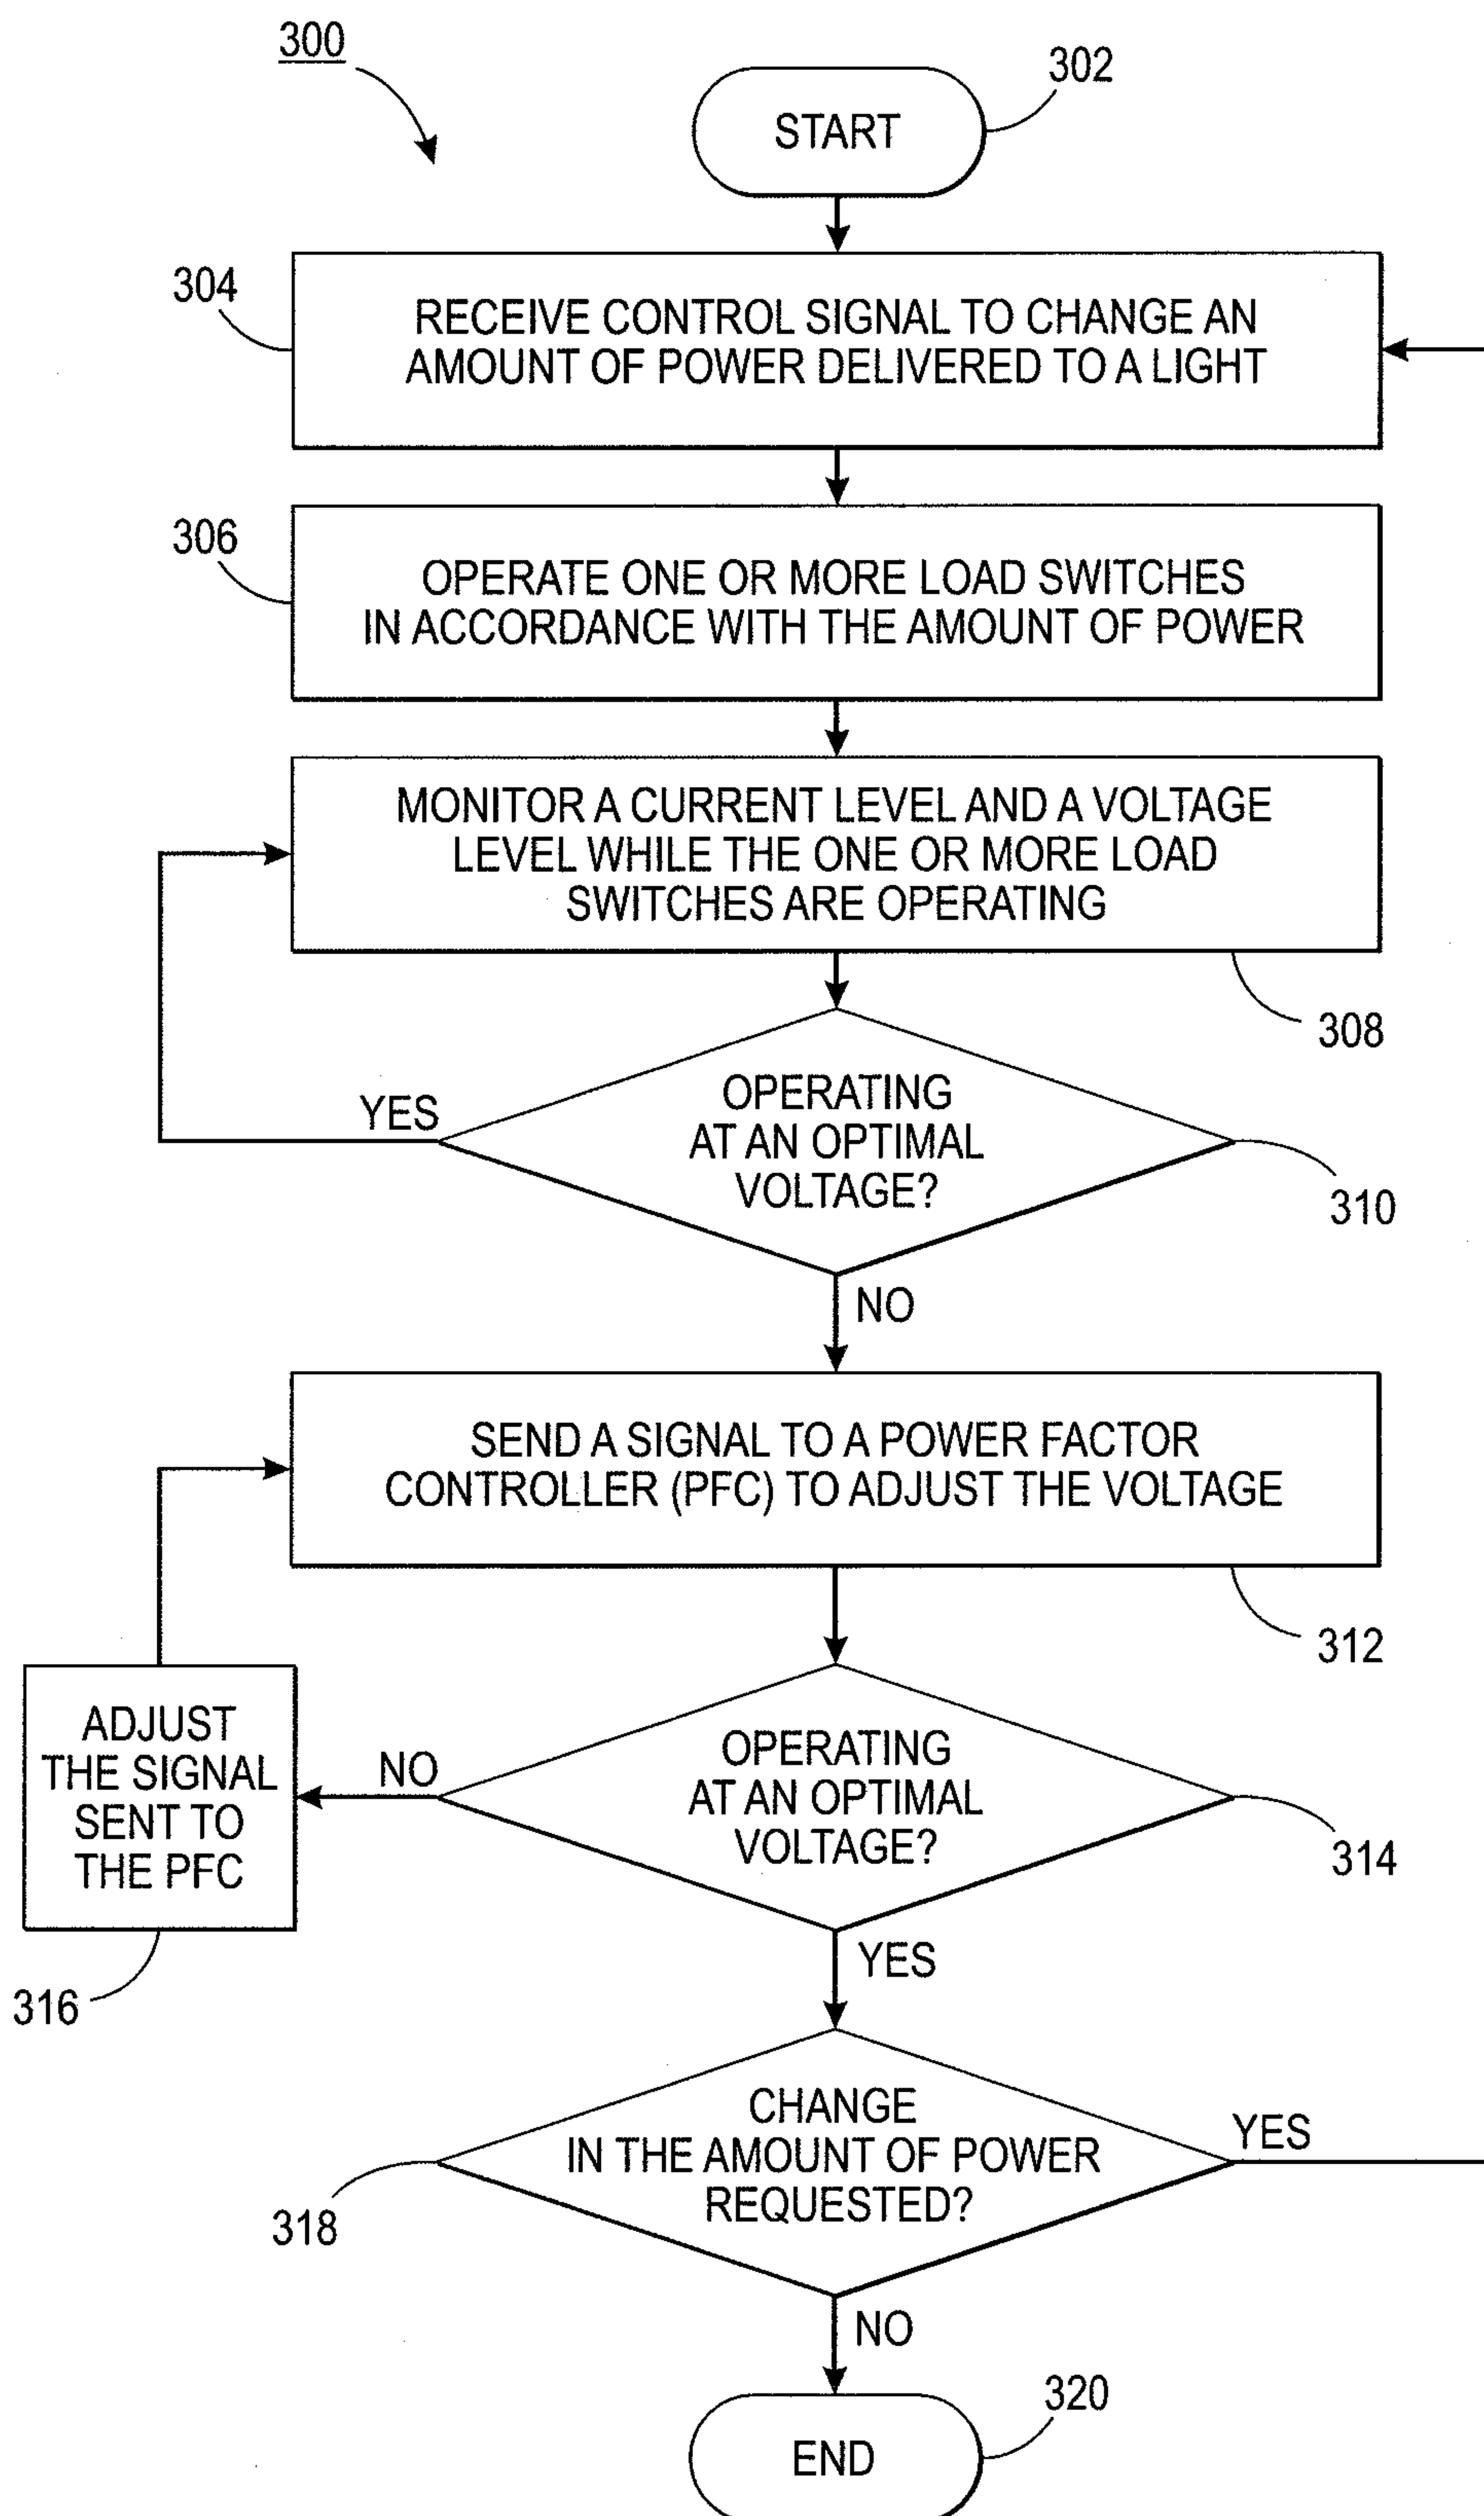 300
302
START
304
RECEIVE CONTROL SIGNAL TO CHANGE AN
AMOUNT OF POWER DELIVERED TO A LIGHT
306
OPERATE ONE OR MORE LOAD SWITCHES
IN ACCORDANCE WITH THE AMOUNT OF POWER
MONITOR A CURRENT LEVEL AND A VOLTAGE
LEVEL WHILE THE ONE OR MORE LOAD
SWITCHES ARE OPERATING
308
YES
OPERATING
AT AN OPTIMAL
VOLTAGE?
310
NO
SEND A SIGNAL TO A POWER FACTOR
CONTROLLER (PFC) TO ADJUST THE VOLTAGE
312
ADJUST
THE SIGNAL
SENT TO
THE PFC
316
NO
OPERATING
AT AN OPTIMAL
VOLTAGE?
314
YES
CHANGE
IN THE AMOUNT OF POWER
REQUESTED?
YES
318
NO
320
END